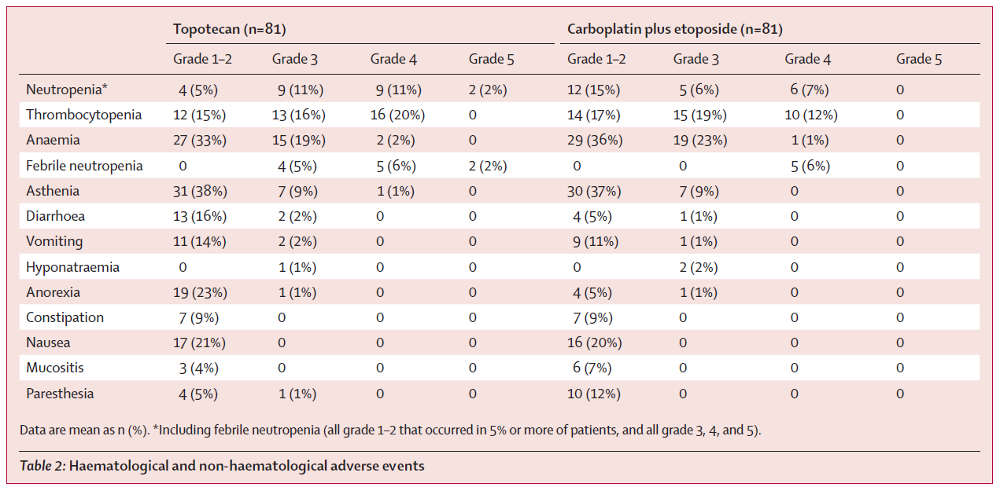 Topotecan (n=81) Carboplatin plus etoposide (n=81)
Grade 1–2 Grade 3 Grade 4 Grade 5 Grade 1–2 Grade 3 Grade 4 Grade 5
Neutropenia* 4 (5%) 9 (11%) 9 (11%) 2 (2%) 12 (15%) 5 (6%) 6 (7%) 0
Thrombocytopenia 12 (15%) 13 (16%) 16 (20%) 0 14 (17%) 15 (19%) 10 (12%) 0
Anaemia 27 (33%) 15 (19%) 2 (2%) 0 29 (36%) 19 (23%) 1 (1%) 0
Febrile neutropenia 0 4 (5%) 5 (6%) 2 (2%) 0 0 5 (6%) 0
Asthenia 31 (38%) 7 (9%) 1 (1%) 0 30 (37%) 7 (9%) 0 0
Diarrhoea 13 (16%) 2 (2%) 0 0 4 (5%) 1 (1%) 0 0
Vomiting 11 (14%) 2 (2%) 0 0 9 (11%) 1 (1%) 0 0
Hyponatraemia 0 1 (1%) 0 0 0 2 (2%) 0 0
Anorexia 19 (23%) 1 (1%) 0 0 4 (5%) 1 (1%) 0 0
Constipation 7 (9%) 0 0 0 7 (9%) 0 0 0
Nausea 17 (21%) 0 0 0 16 (20%) 0 0 0
Mucositis 3 (4%) 0 0 0 6 (7%) 0 0 0
Paresthesia 4 (5%) 1 (1%) 0 0 10 (12%) 0 0 0
Data are mean as n (%). *Including febrile neutropenia (all grade 1–2 that occurred in 5% or more of patients, and all grade 3, 4, and 5).
Table 2: Haematological and non-haematological adverse events